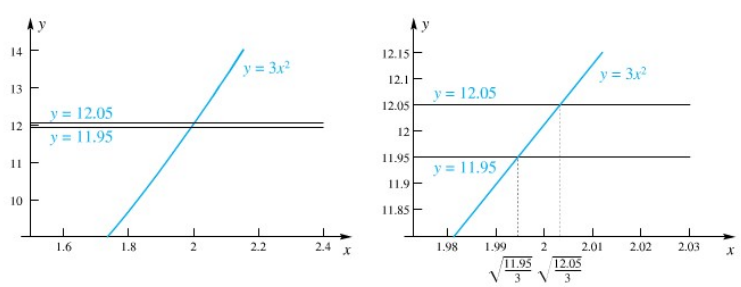 y
14
y = 3x²
13
y = 12.05
12
y = 11.95
11
10
1.6 1.8 2 2.2 2.4 x
y
12.15
y = 3x²
12.1
y = 12.05
12.05
12
11.95
y = 11.95
11.9
11.85
1.98 1.99 2 2.01 2.02 2.03 x
√(11.95/3) √(12.05/3)